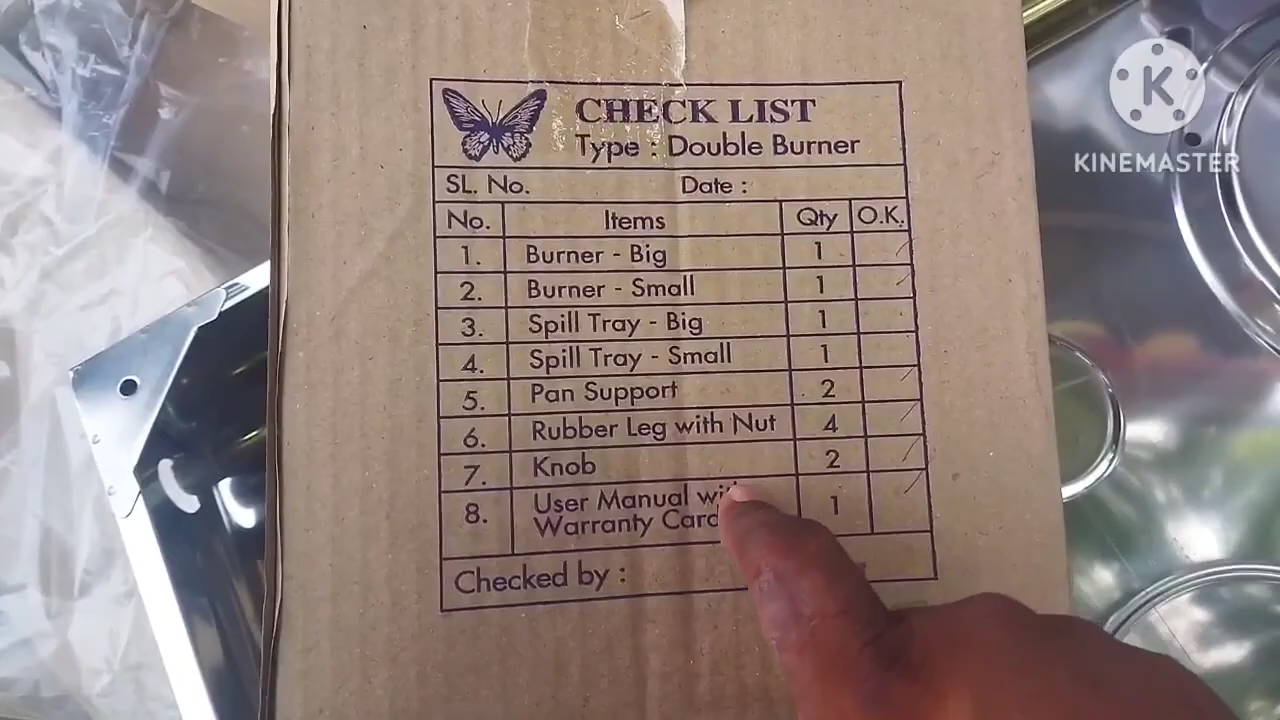 CHECK LIST
Type : Double Burner
SL. No. Date :
No. Items Qty O.K.
1. Burner - Big 1
2. Burner - Small 1
3. Spill Tray - Big 1
4. Spill Tray - Small 1
5. Pan Support 2
6. Rubber Leg with Nut 4
7. Knob 2
8. User Manual with 1
Warranty Card
Checked by :
K
KINEMASTER